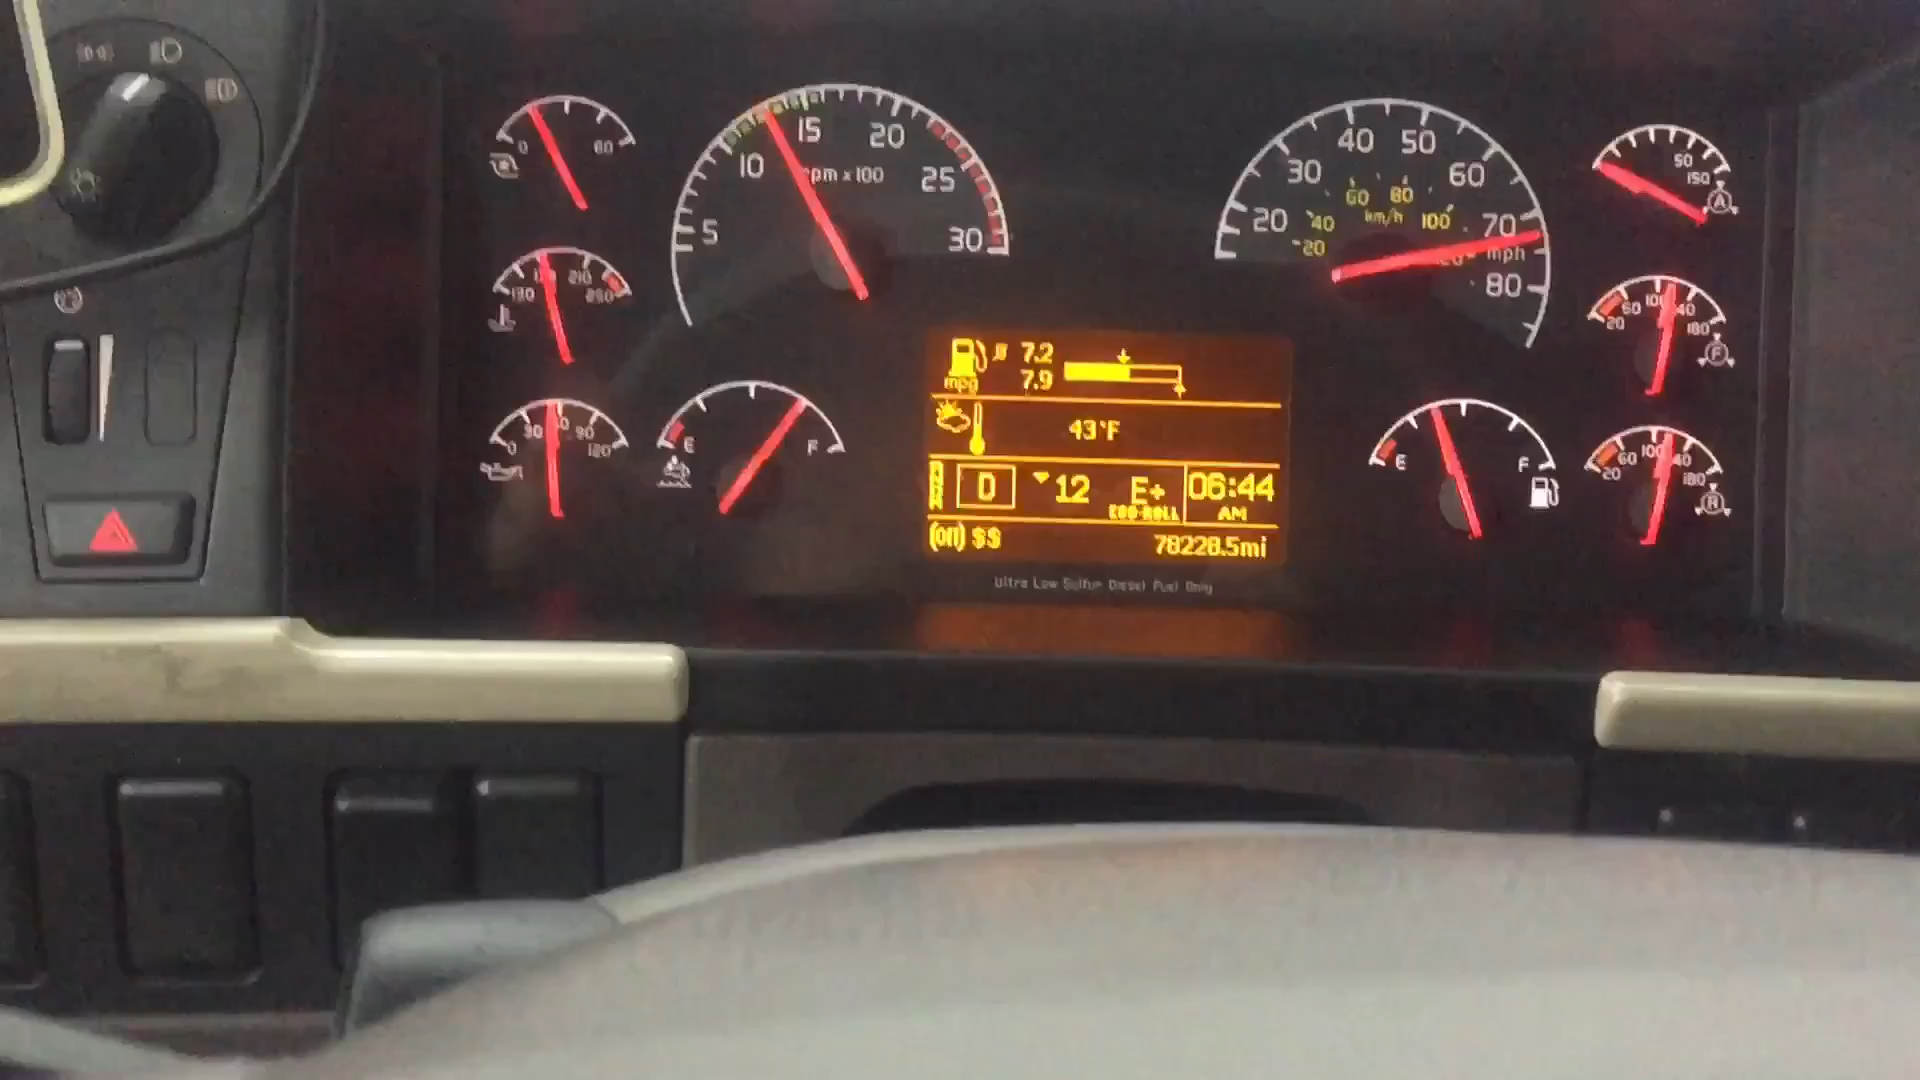 0 60
130 210 250
0 30 90 120
5 10 15 20 25 30
rpm x 100
E F
20 30 40 50 60 70 80
mph
20 40 60 80 100
km/h
50
150
A
20 60 100 140 180
F
20 60 100 140 180
R
E F
7.2
mpg 7.9
43°F
D 12 E+ 06:44
ECO-ROLL AM
(on) $$ 78228.5mi
Ultra Low Sulfur Diesel Fuel Only